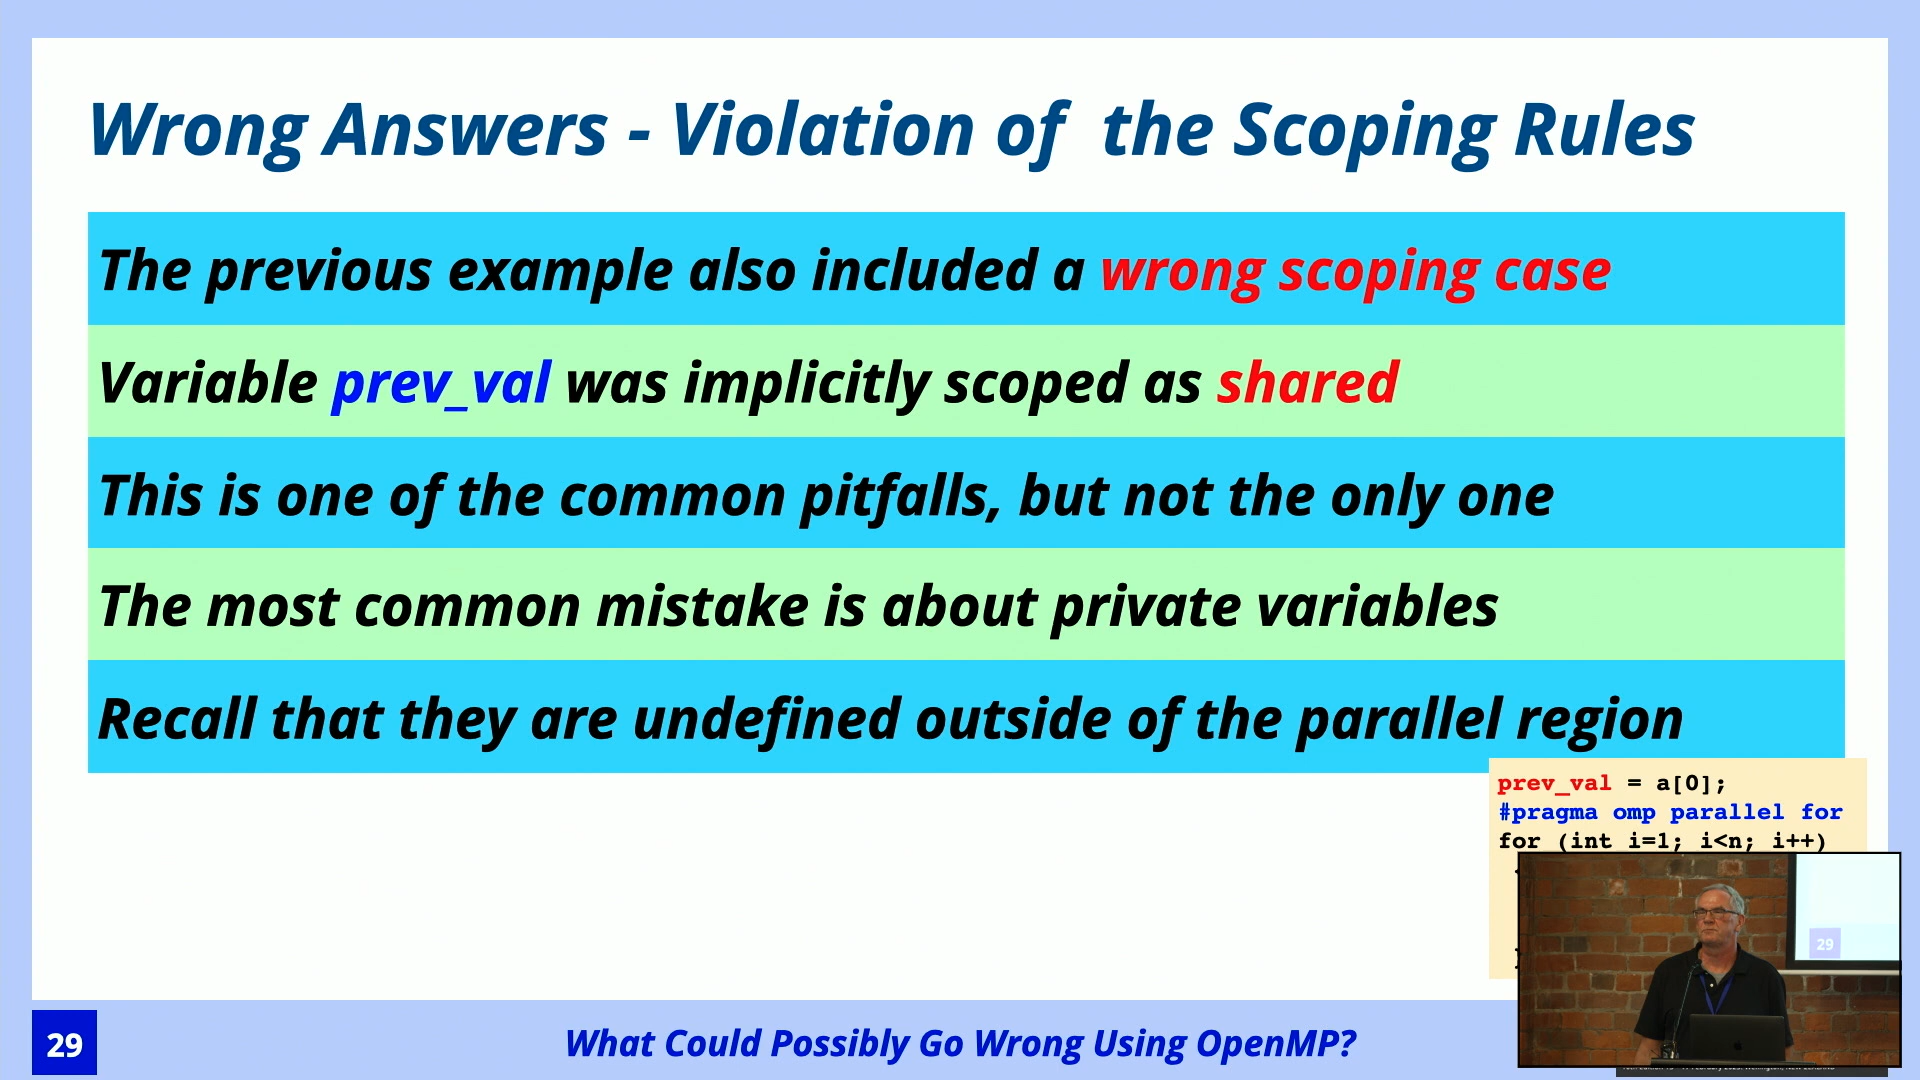 Wrong Answers - Violation of the Scoping Rules
The previous example also included a wrong scoping case
Variable prev_val was implicitly scoped as shared
This is one of the common pitfalls, but not the only one
The most common mistake is about private variables
Recall that they are undefined outside of the parallel region
prev_val = a[0];
#pragma omp parallel for
for (int i=1; i<n; i++)
29
29
What Could Possibly Go Wrong Using OpenMP?